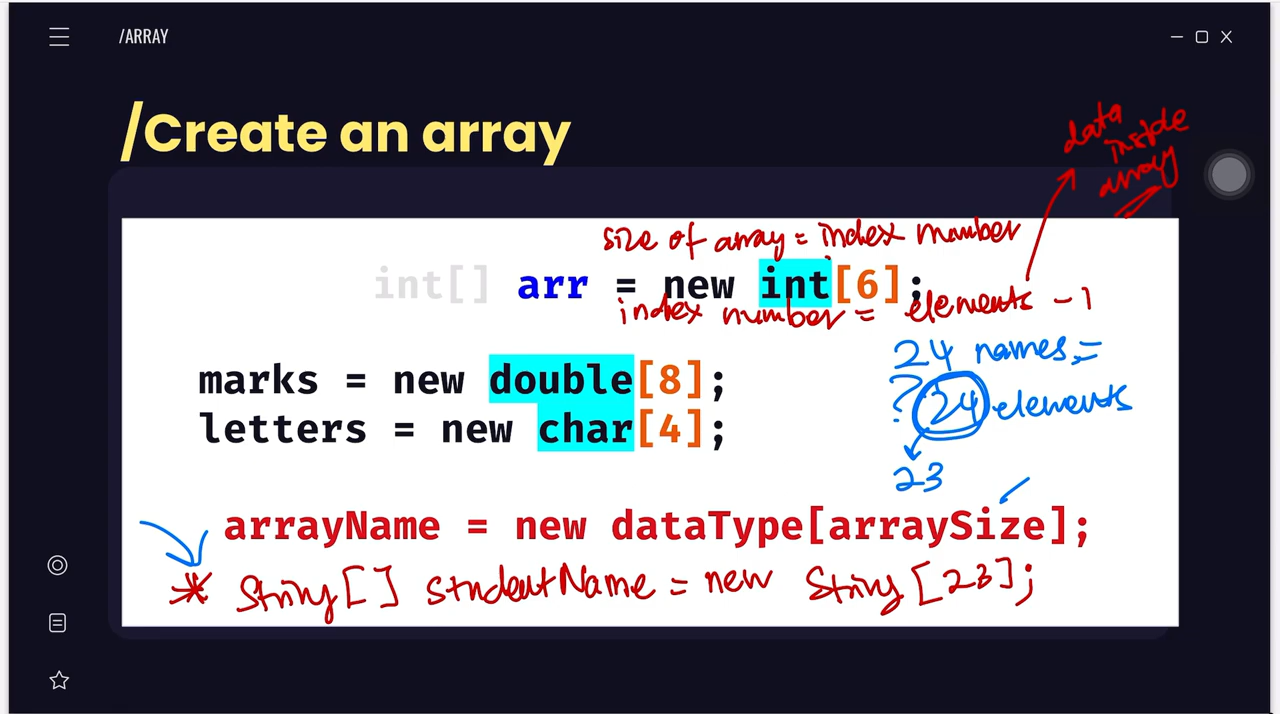 /ARRAY
/Create an array
data
inside
array
size of array = index number
int[] arr = new int[6];
index number = elements - 1
24 names =
marks = new double[8];
? 24 elements
letters = new char[4];
23
arrayName = new dataType[arraySize];
* String[] studentName = new String[23];